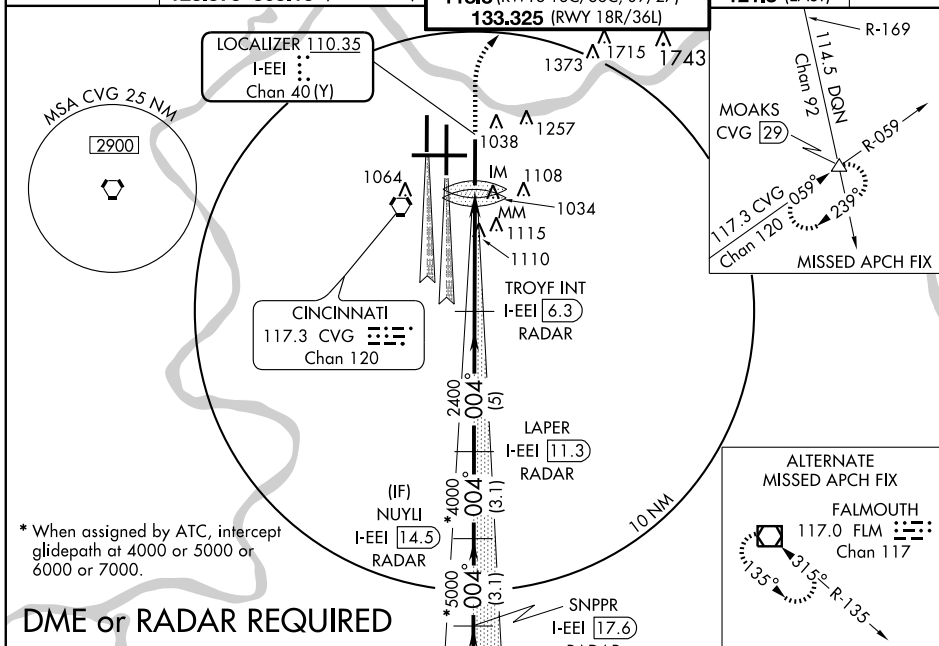 133.325 (RWY 18R/36L)
LOCALIZER 110.35
I-EEI
Chan 40 (Y)
MSA CVG 25 NM
2900
1373
1715
1743
1038
1257
IM
1108
1064
1034
MM
1115
1110
CINCINNATI
117.3 CVG
Chan 120
TROYF INT
I-EEI 6.3
RADAR
2400
004°
(5)
LAPER
I-EEI 11.3
RADAR
*4000
004°
(3.1)
(IF)
NUYLI
I-EEI 14.5
RADAR
*5000
004°
(3.1)
SNPPR
I-EEI 17.6
10 NM
* When assigned by ATC, intercept
glidepath at 4000 or 5000 or
6000 or 7000.
DME or RADAR REQUIRED
R-169
114.5 DQN
Chan 92
MOAKS
CVG 29
R-059
059°
239°
117.3 CVG
Chan 120
MISSED APCH FIX
ALTERNATE
MISSED APCH FIX
FALMOUTH
117.0 FLM
Chan 117
315°
135°
R-135